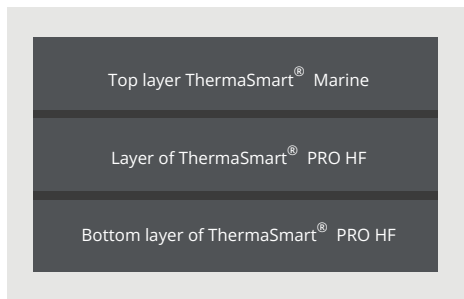 Top layer ThermaSmart® Marine
Layer of ThermaSmart® PRO HF
Bottom layer of ThermaSmart® PRO HF